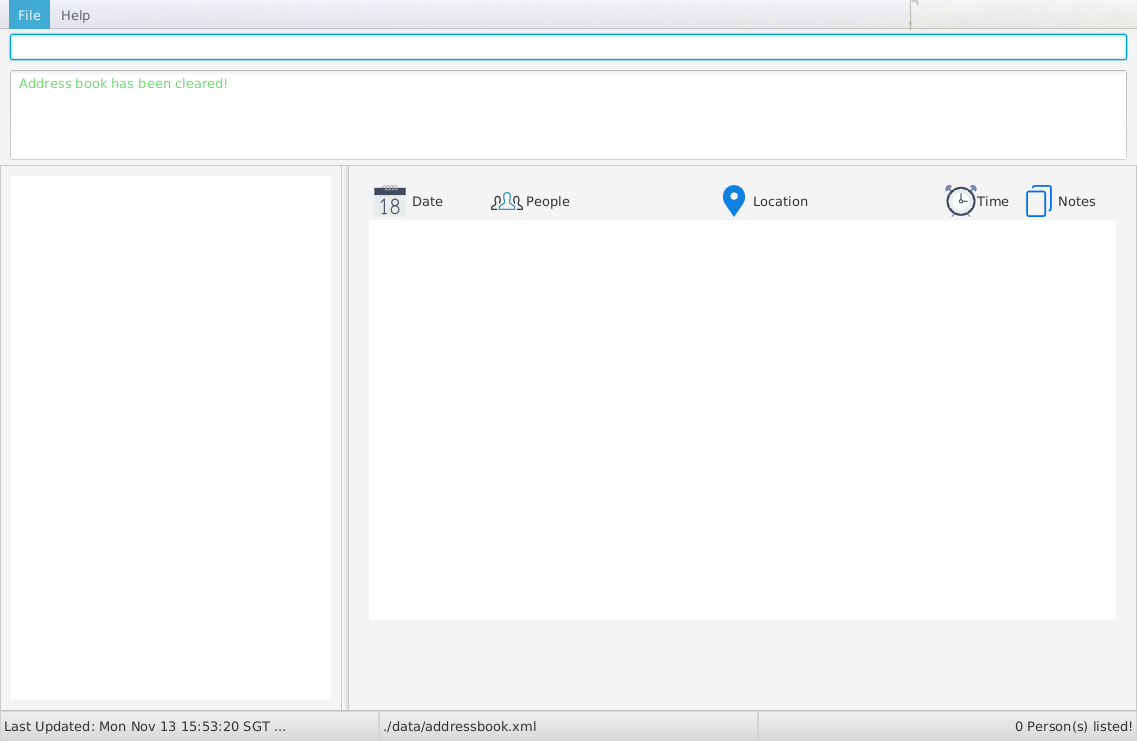 File Help
Address book has been cleared!
18 Date People Location Time Notes
Last Updated: Mon Nov 13 15:53:20 SGT ... ./data/addressbook.xml 0 Person(s) listed!